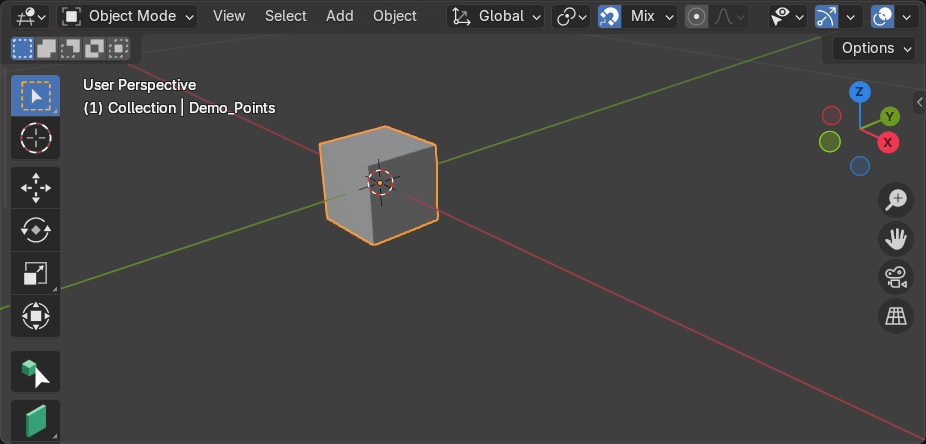 Object Mode View Select Add Object Global Mix
Options
User Perspective
(1) Collection | Demo_Points
Z
Y
X